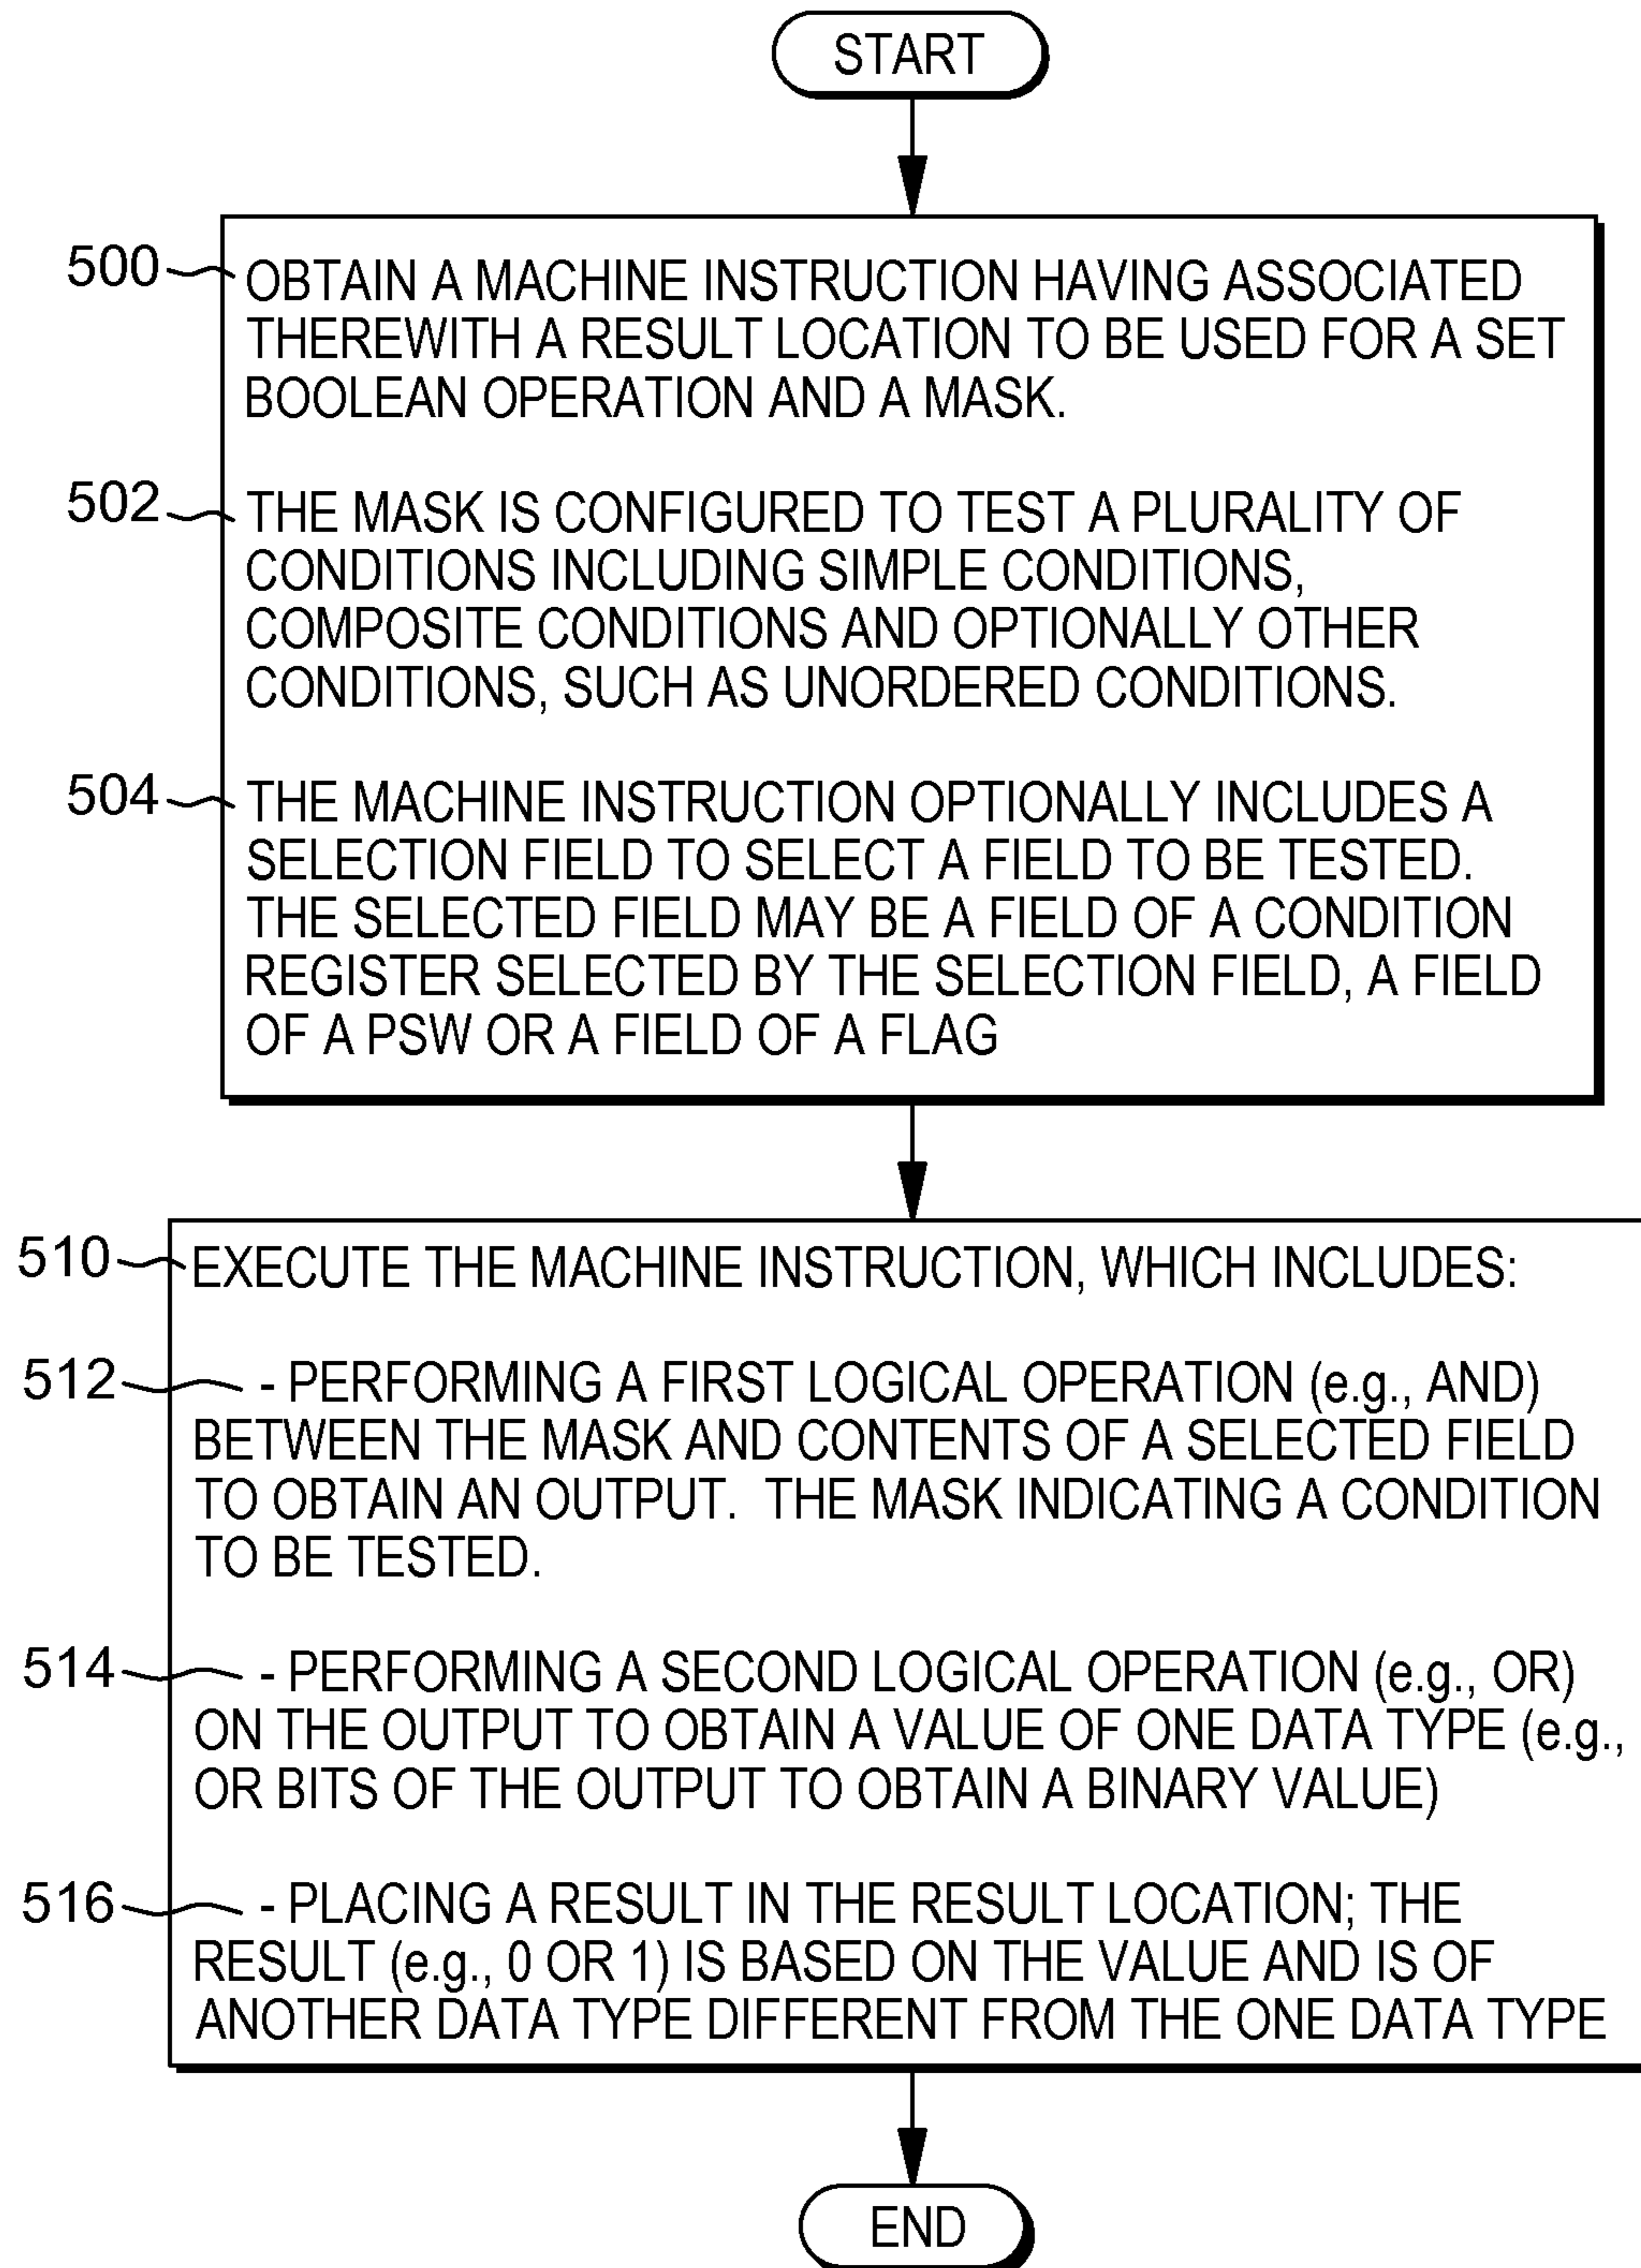 START
500 OBTAIN A MACHINE INSTRUCTION HAVING ASSOCIATED
THEREWITH A RESULT LOCATION TO BE USED FOR A SET
BOOLEAN OPERATION AND A MASK.
502 THE MASK IS CONFIGURED TO TEST A PLURALITY OF
CONDITIONS INCLUDING SIMPLE CONDITIONS,
COMPOSITE CONDITIONS AND OPTIONALLY OTHER
CONDITIONS, SUCH AS UNORDERED CONDITIONS.
504 THE MACHINE INSTRUCTION OPTIONALLY INCLUDES A
SELECTION FIELD TO SELECT A FIELD TO BE TESTED.
THE SELECTED FIELD MAY BE A FIELD OF A CONDITION
REGISTER SELECTED BY THE SELECTION FIELD, A FIELD
OF A PSW OR A FIELD OF A FLAG
510 EXECUTE THE MACHINE INSTRUCTION, WHICH INCLUDES:
512 - PERFORMING A FIRST LOGICAL OPERATION (e.g., AND)
BETWEEN THE MASK AND CONTENTS OF A SELECTED FIELD
TO OBTAIN AN OUTPUT. THE MASK INDICATING A CONDITION
TO BE TESTED.
514 - PERFORMING A SECOND LOGICAL OPERATION (e.g., OR)
ON THE OUTPUT TO OBTAIN A VALUE OF ONE DATA TYPE (e.g.,
OR BITS OF THE OUTPUT TO OBTAIN A BINARY VALUE)
516 - PLACING A RESULT IN THE RESULT LOCATION; THE
RESULT (e.g., 0 OR 1) IS BASED ON THE VALUE AND IS OF
ANOTHER DATA TYPE DIFFERENT FROM THE ONE DATA TYPE
END